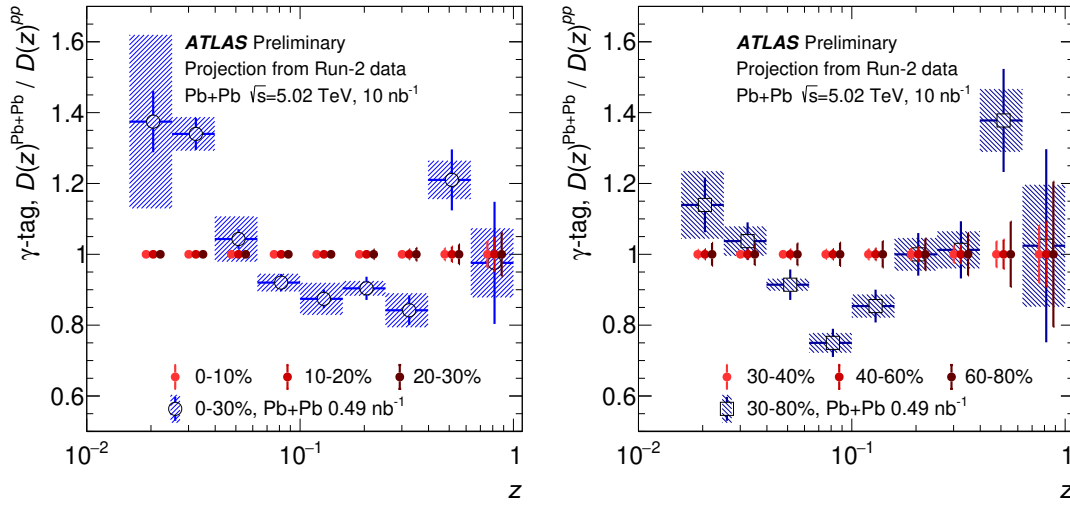 γ-tag, D(z)^Pb+Pb / D(z)^pp
1.6
1.4
1.2
1
0.8
0.6
ATLAS Preliminary
Projection from Run-2 data
Pb+Pb √s=5.02 TeV, 10 nb⁻¹
0-10% 10-20% 20-30%
0-30%, Pb+Pb 0.49 nb⁻¹
10⁻² 10⁻¹ 1
z
γ-tag, D(z)^Pb+Pb / D(z)^pp
1.6
1.4
1.2
1
0.8
0.6
ATLAS Preliminary
Projection from Run-2 data
Pb+Pb √s=5.02 TeV, 10 nb⁻¹
30-40% 40-60% 60-80%
30-80%, Pb+Pb 0.49 nb⁻¹
10⁻² 10⁻¹ 1
z